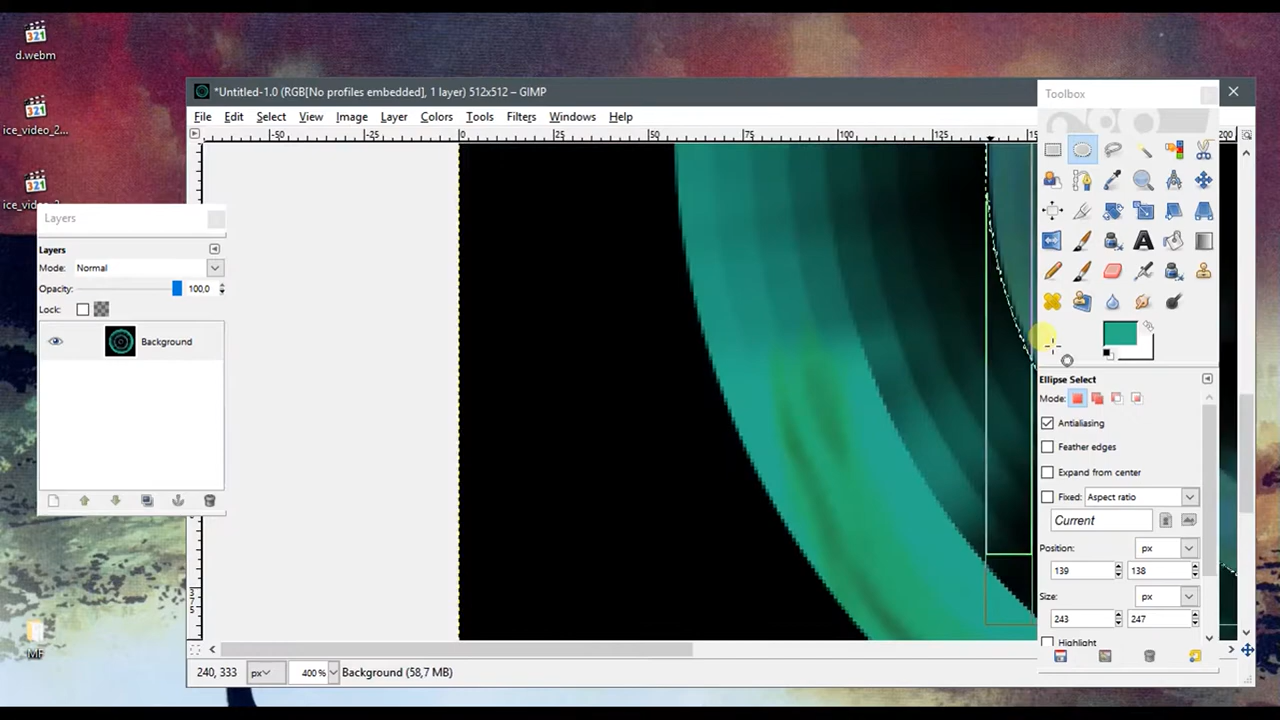 d.webm
ice_video_2...
ice_video_2...
MF
*Untitled-1.0 (RGB[No profiles embedded], 1 layer) 512x512 – GIMP
File Edit Select View Image Layer Colors Tools Filters Windows Help
-50 -25 0 25 50 75 100 125 15 200
Layers
Layers
Mode: Normal
Opacity: 100,0
Lock:
Background
Toolbox
Ellipse Select
Mode:
Antialiasing
Feather edges
Expand from center
Fixed: Aspect ratio
Current
Position: px
139 138
Size: px
243 247
Highlight
240, 333 px 400 % Background (58,7 MB)